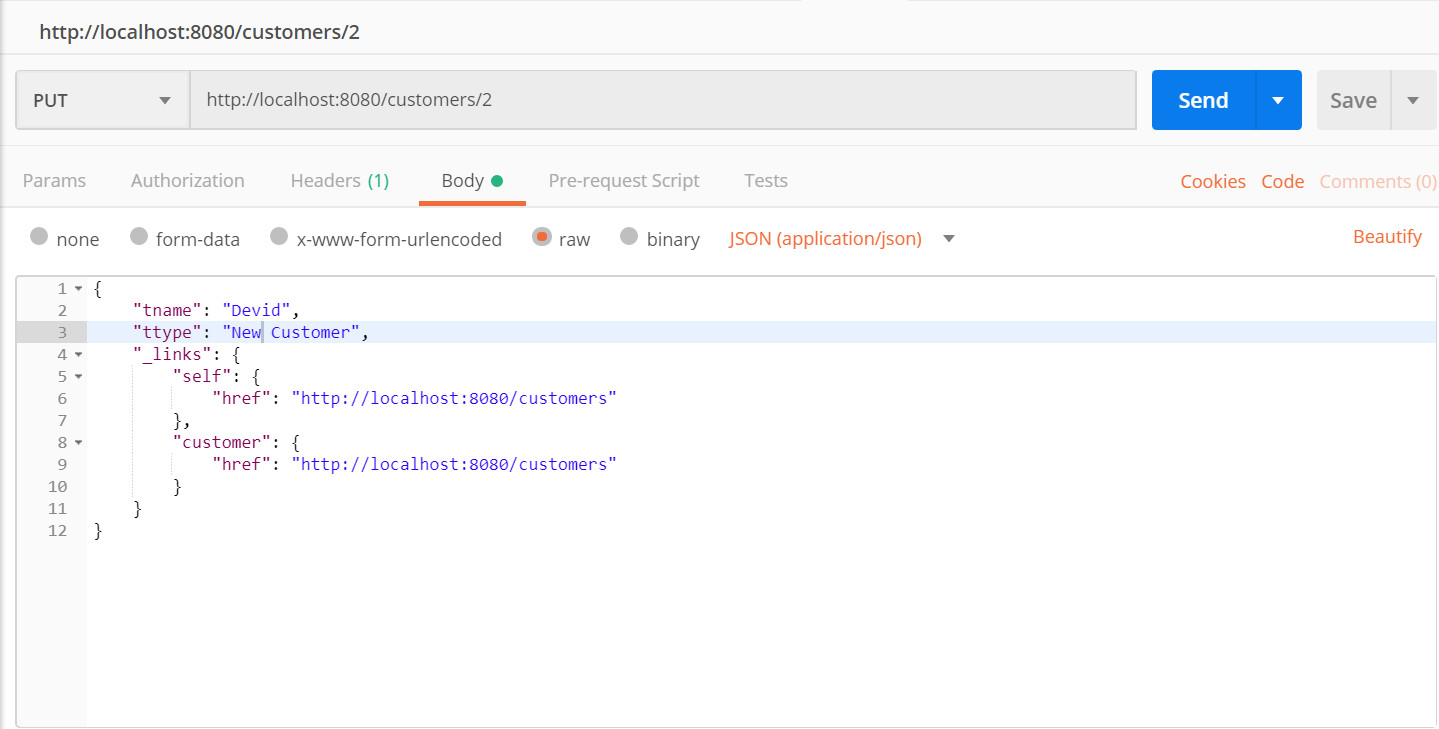 http://localhost:8080/customers/2
PUT http://localhost:8080/customers/2 Send Save
Params Authorization Headers (1) Body Pre-request Script Tests Cookies Code Comments (0)
none form-data x-www-form-urlencoded raw binary JSON (application/json) Beautify
1 {
2 "tname": "Devid",
3 "ttype": "New Customer",
4 "_links": {
5 "self": {
6 "href": "http://localhost:8080/customers"
7 },
8 "customer": {
9 "href": "http://localhost:8080/customers"
10 }
11 }
12 }